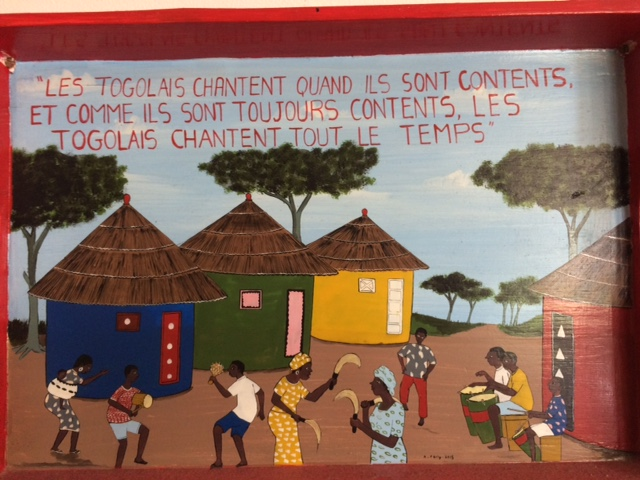 "LES TOGOLAIS CHANTENT QUAND ILS SONT CONTENTS,
ET COMME ILS SONT TOUJOURS CONTENTS, LES
TOGOLAIS CHANTENT TOUT LE TEMPS"